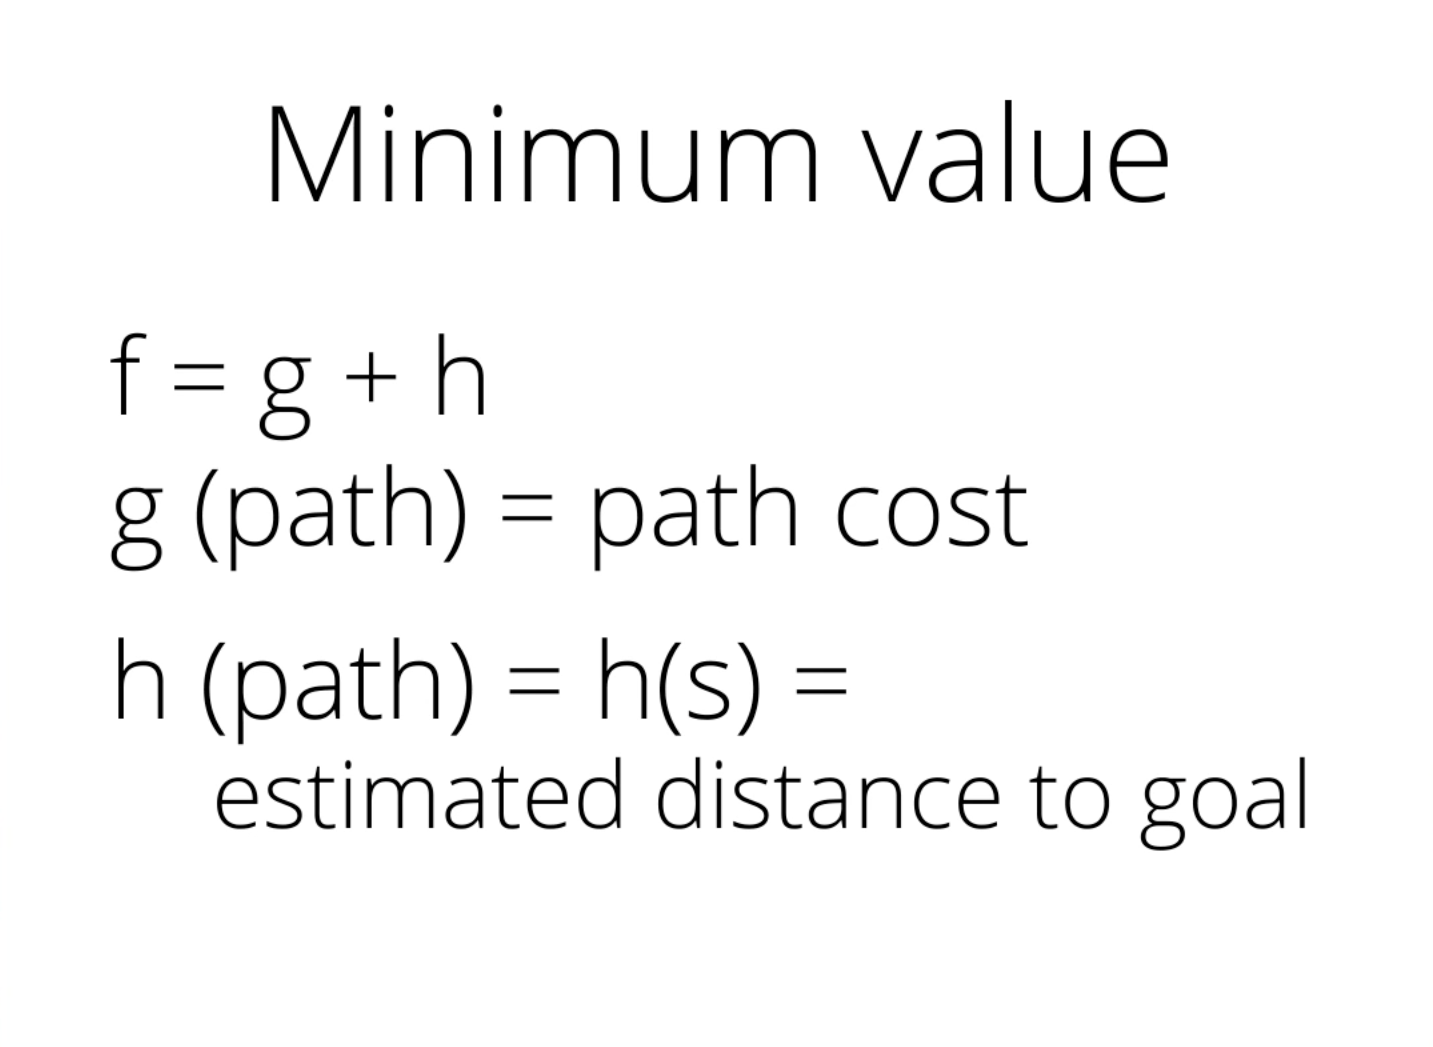 Minimum value
f = g + h
g (path) = path cost
h (path) = h(s) =
estimated distance to goal